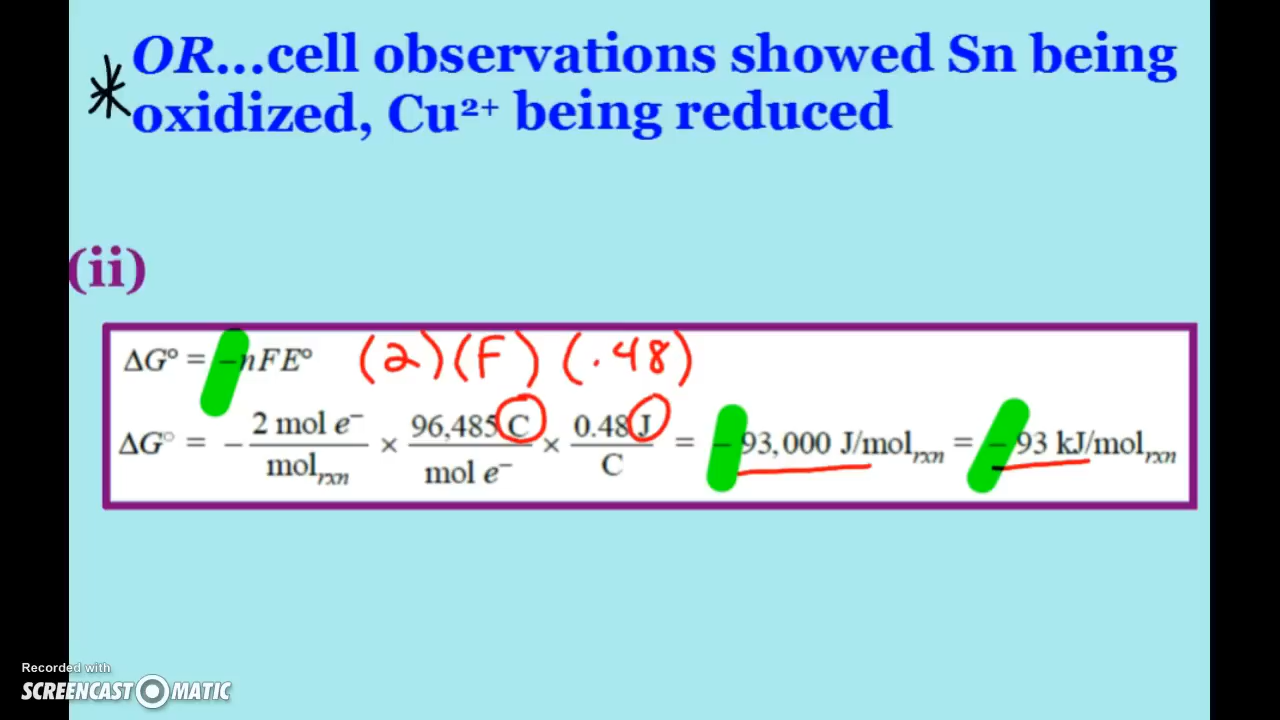 OR...cell observations showed Sn being
* oxidized, Cu²⁺ being reduced
(ii)
ΔG° = −nFE° (2)(F)(.48)
ΔG° = − 2 mol e⁻ / mol_rxn × 96,485 C / mol e⁻ × 0.48 J / C = −93,000 J/mol_rxn = −93 kJ/mol_rxn
Recorded with
SCREENCAST O MATIC